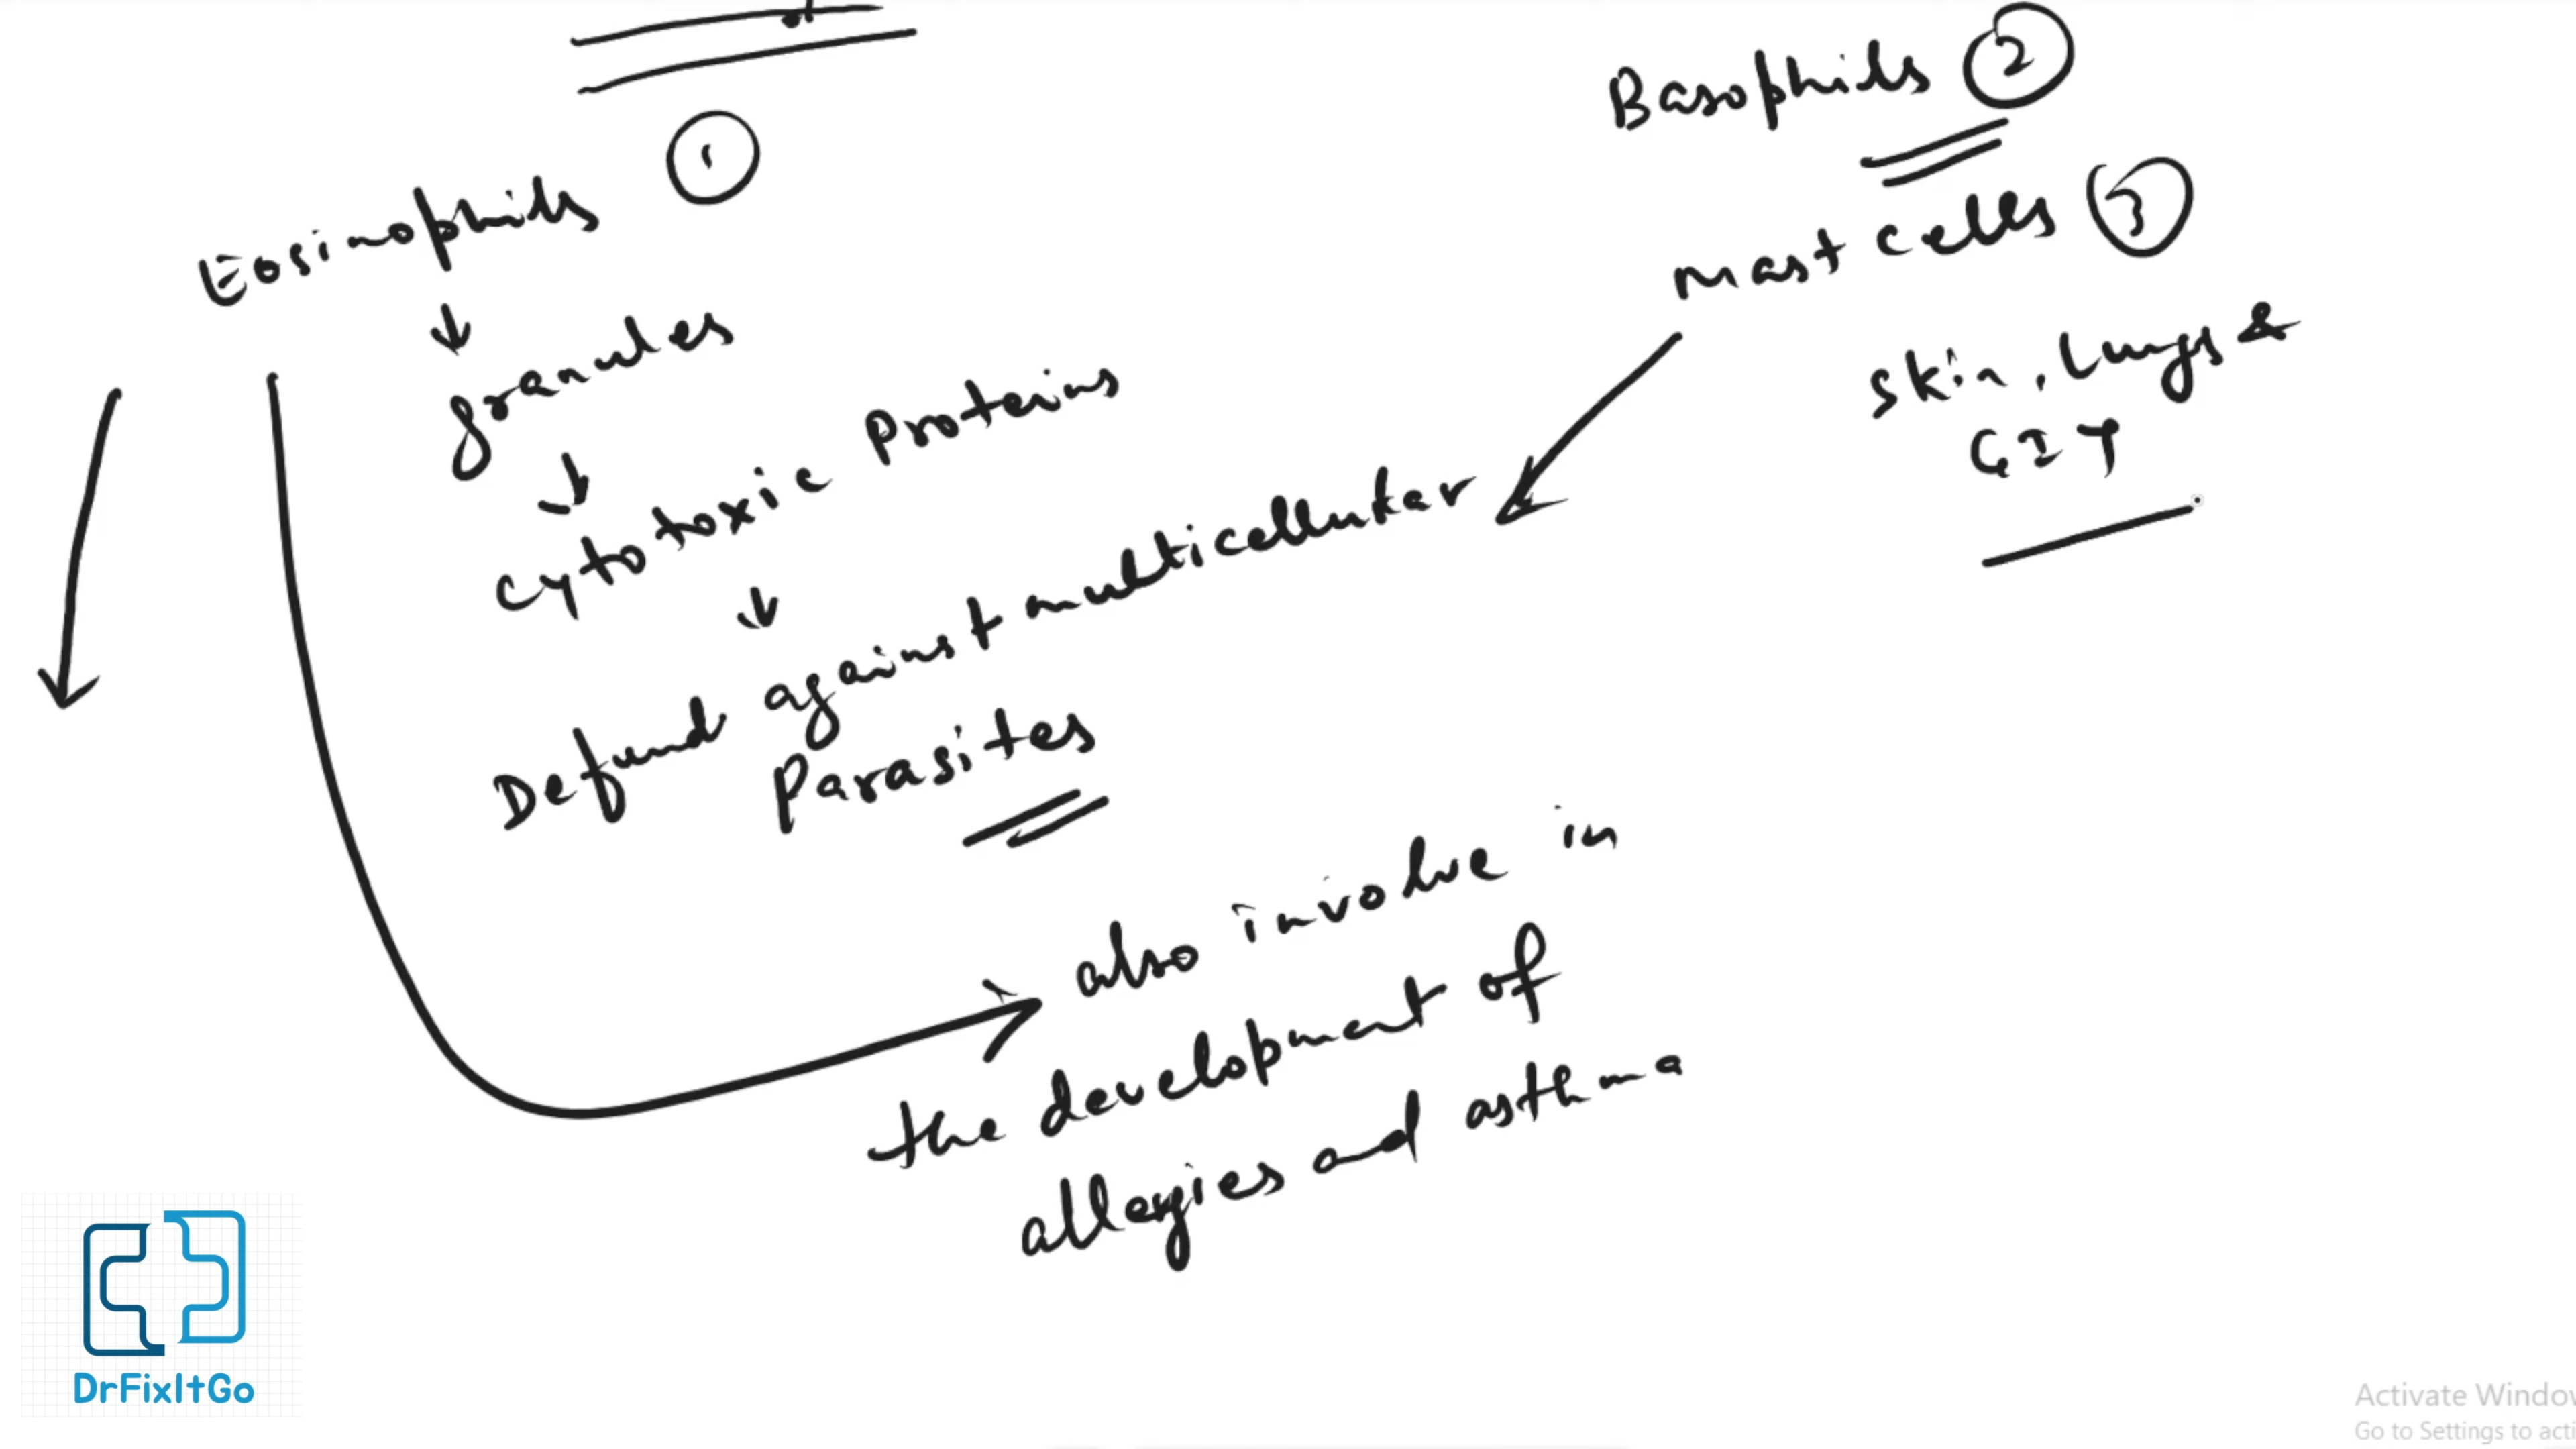 Eosinophils 1
↓
granules
↓
cytotoxic Proteins
↓
Defend against multicellular
Parasites
also involve in
the development of
allergies and asthma
Basophils 2
mast cells 3
Skin, Lungs &
GIT
DrFixItGo
Activate Window
Go to Settings to acti